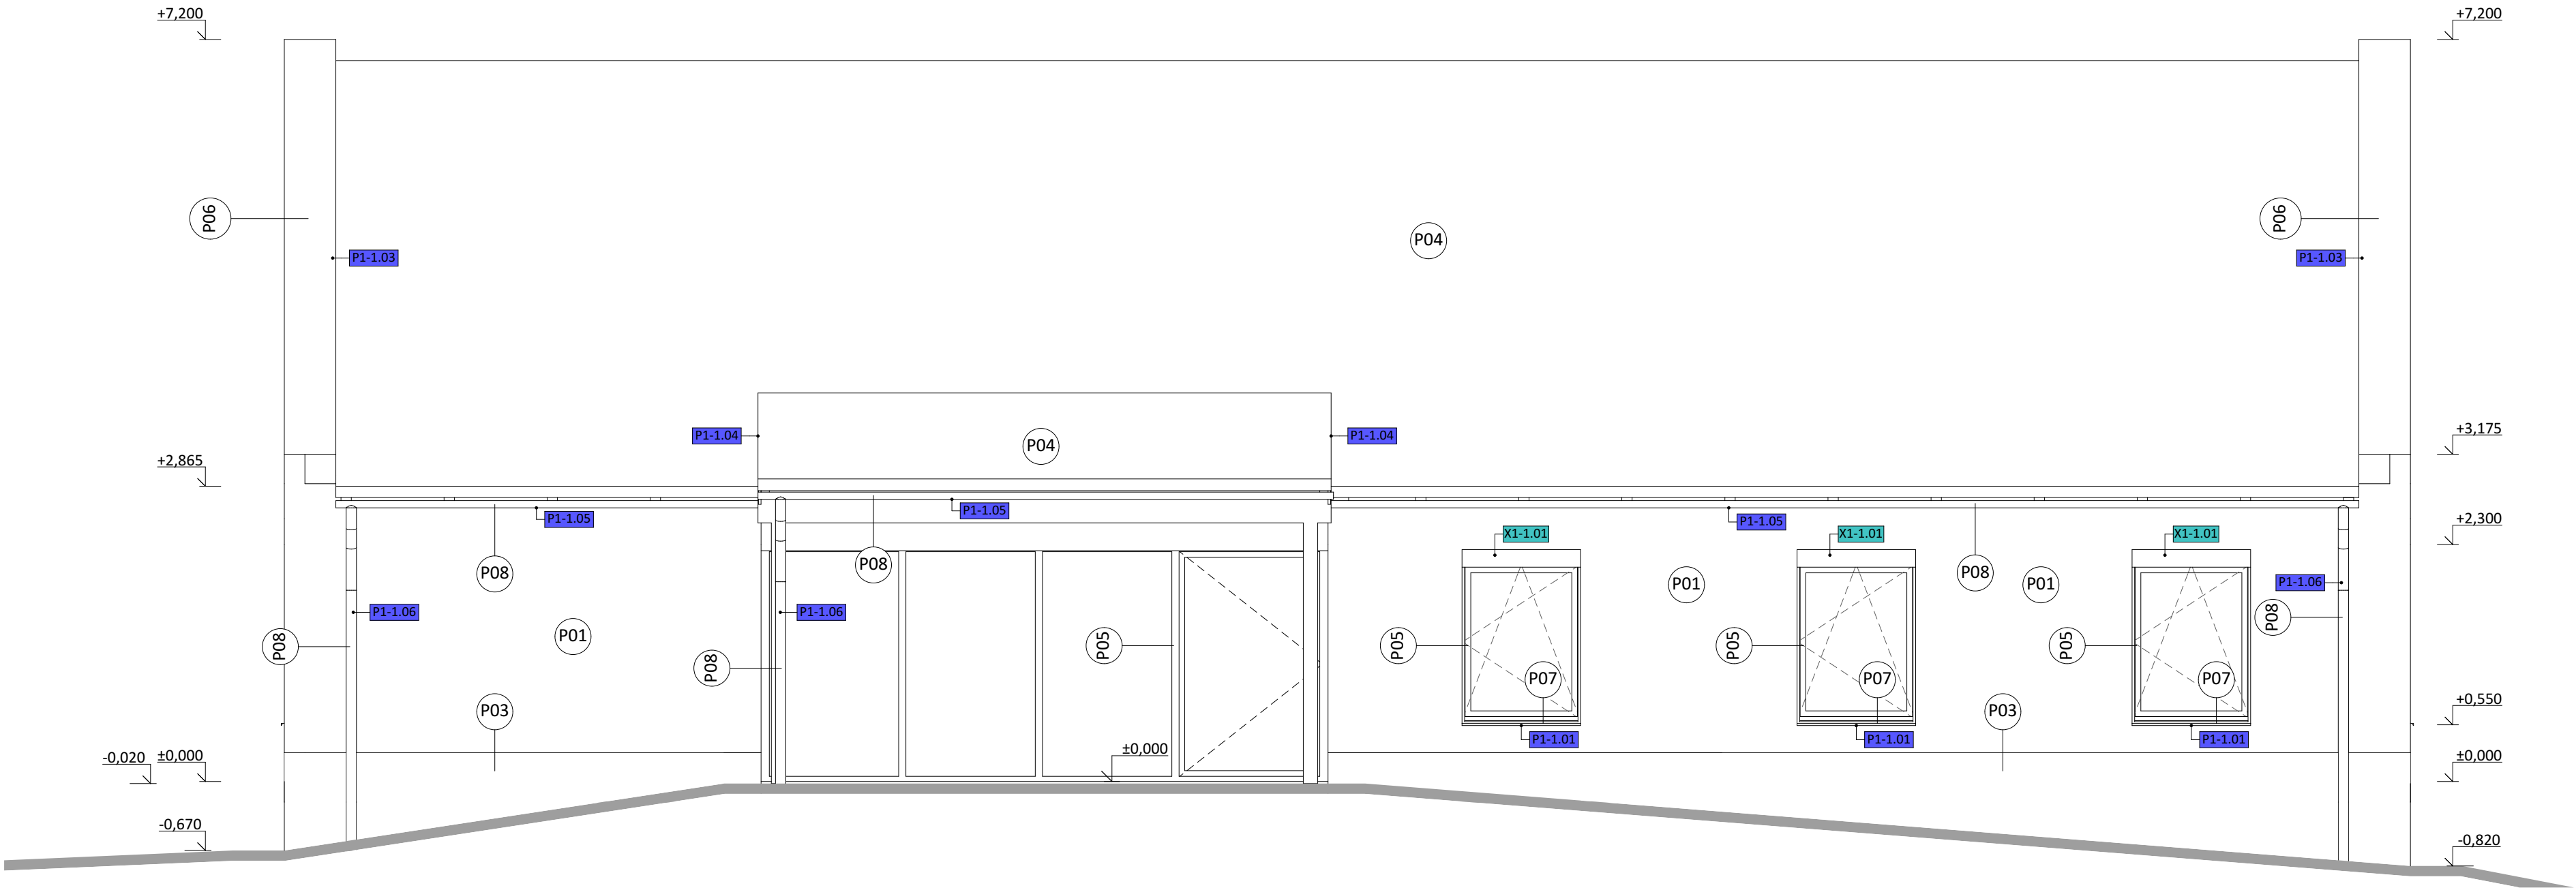 +7,200
+7,200
P06
P06
P04
P1-1.03
P1-1.03
P1-1.04
P1-1.04
+3,175
P04
+2,865
P1-1.05
P1-1.05
P1-1.05
+2,300
X1-1.01
X1-1.01
X1-1.01
P08
P08
P08
P01
P01
P1-1.06
P1-1.06
P1-1.06
P08
P01
P08
P05
P05
P05
P05
P08
P07
P07
P07
P03
P03
+0,550
P1-1.01
P1-1.01
P1-1.01
±0,000
-0,020
±0,000
±0,000
-0,670
-0,820